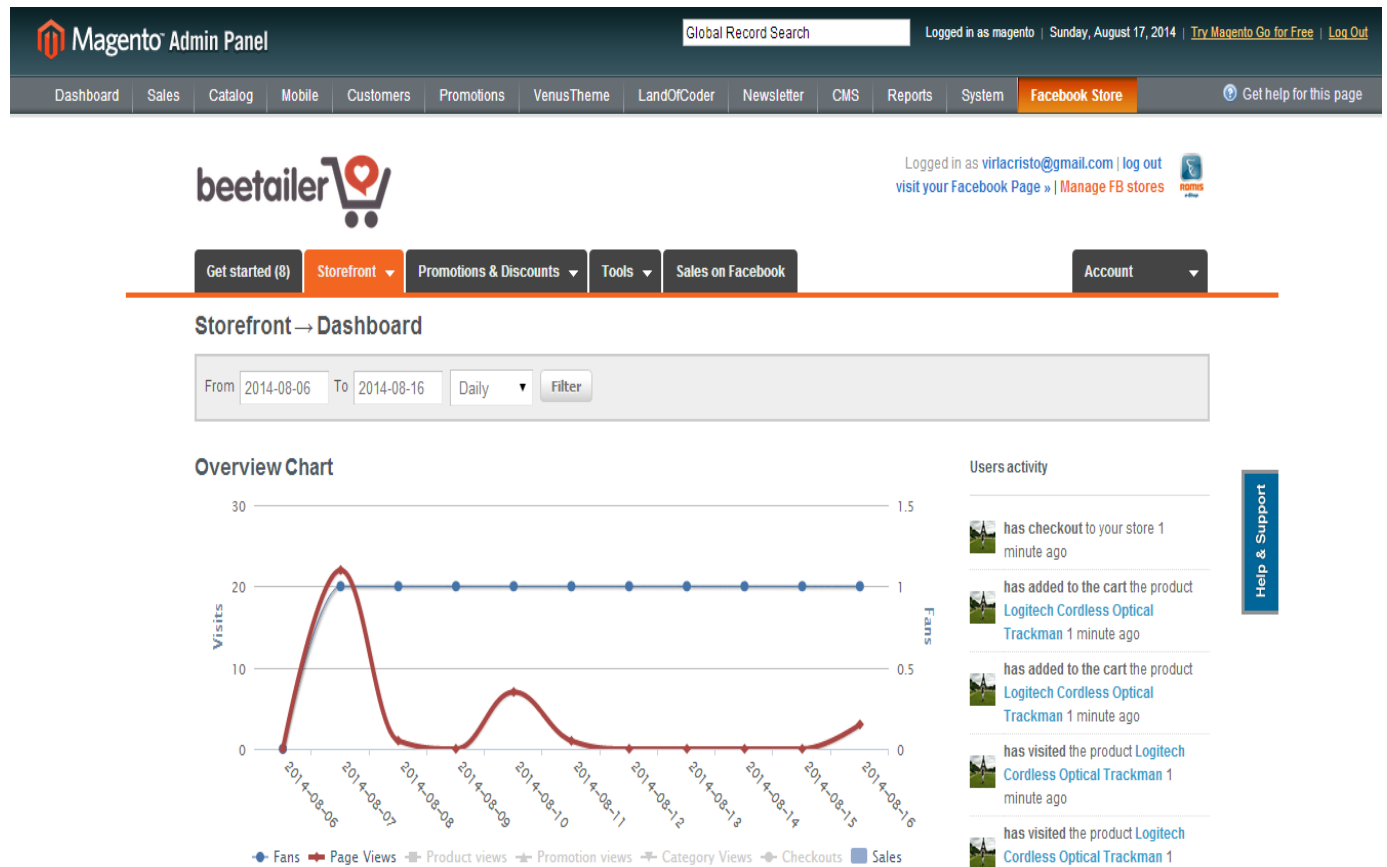 Magento Admin Panel
Global Record Search
Logged in as magento | Sunday, August 17, 2014 | Try Magento Go for Free | Log Out
Dashboard Sales Catalog Mobile Customers Promotions VenusTheme LandOfCoder Newsletter CMS Reports System Facebook Store Get help for this page
beetailer
Logged in as virlacristo@gmail.com | log out
visit your Facebook Page » | Manage FB stores
RAMIS
Get started (8) Storefront Promotions & Discounts Tools Sales on Facebook Account
Storefront → Dashboard
From 2014-08-06 To 2014-08-16 Daily Filter
Overview Chart
30
20
10
0
Visits
1.5
1
0.5
0
Fans
2014-08-06
2014-08-07
2014-08-08
2014-08-09
2014-08-10
2014-08-11
2014-08-12
2014-08-13
2014-08-14
2014-08-15
2014-08-16
Fans Page Views Product views Promotion views Category Views Checkouts Sales
Users activity
has checkout to your store 1
minute ago
has added to the cart the product
Logitech Cordless Optical
Trackman 1 minute ago
has added to the cart the product
Logitech Cordless Optical
Trackman 1 minute ago
has visited the product Logitech
Cordless Optical Trackman 1
minute ago
has visited the product Logitech
Cordless Optical Trackman 1
Help & Support